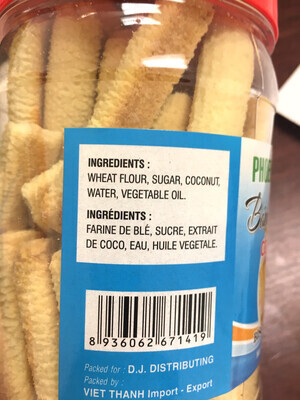 INGREDIENTS :
WHEAT FLOUR, SUGAR, COCONUT,
WATER, VEGETABLE OIL.
INGRÉDIENTS :
FARINE DE BLÉ, SUCRE, EXTRAIT
DE COCO, EAU, HUILE VEGETALE.
8 936062 671419
Packed for : D.J. DISTRIBUTING
Packed by :
VIET THANH Import - Export